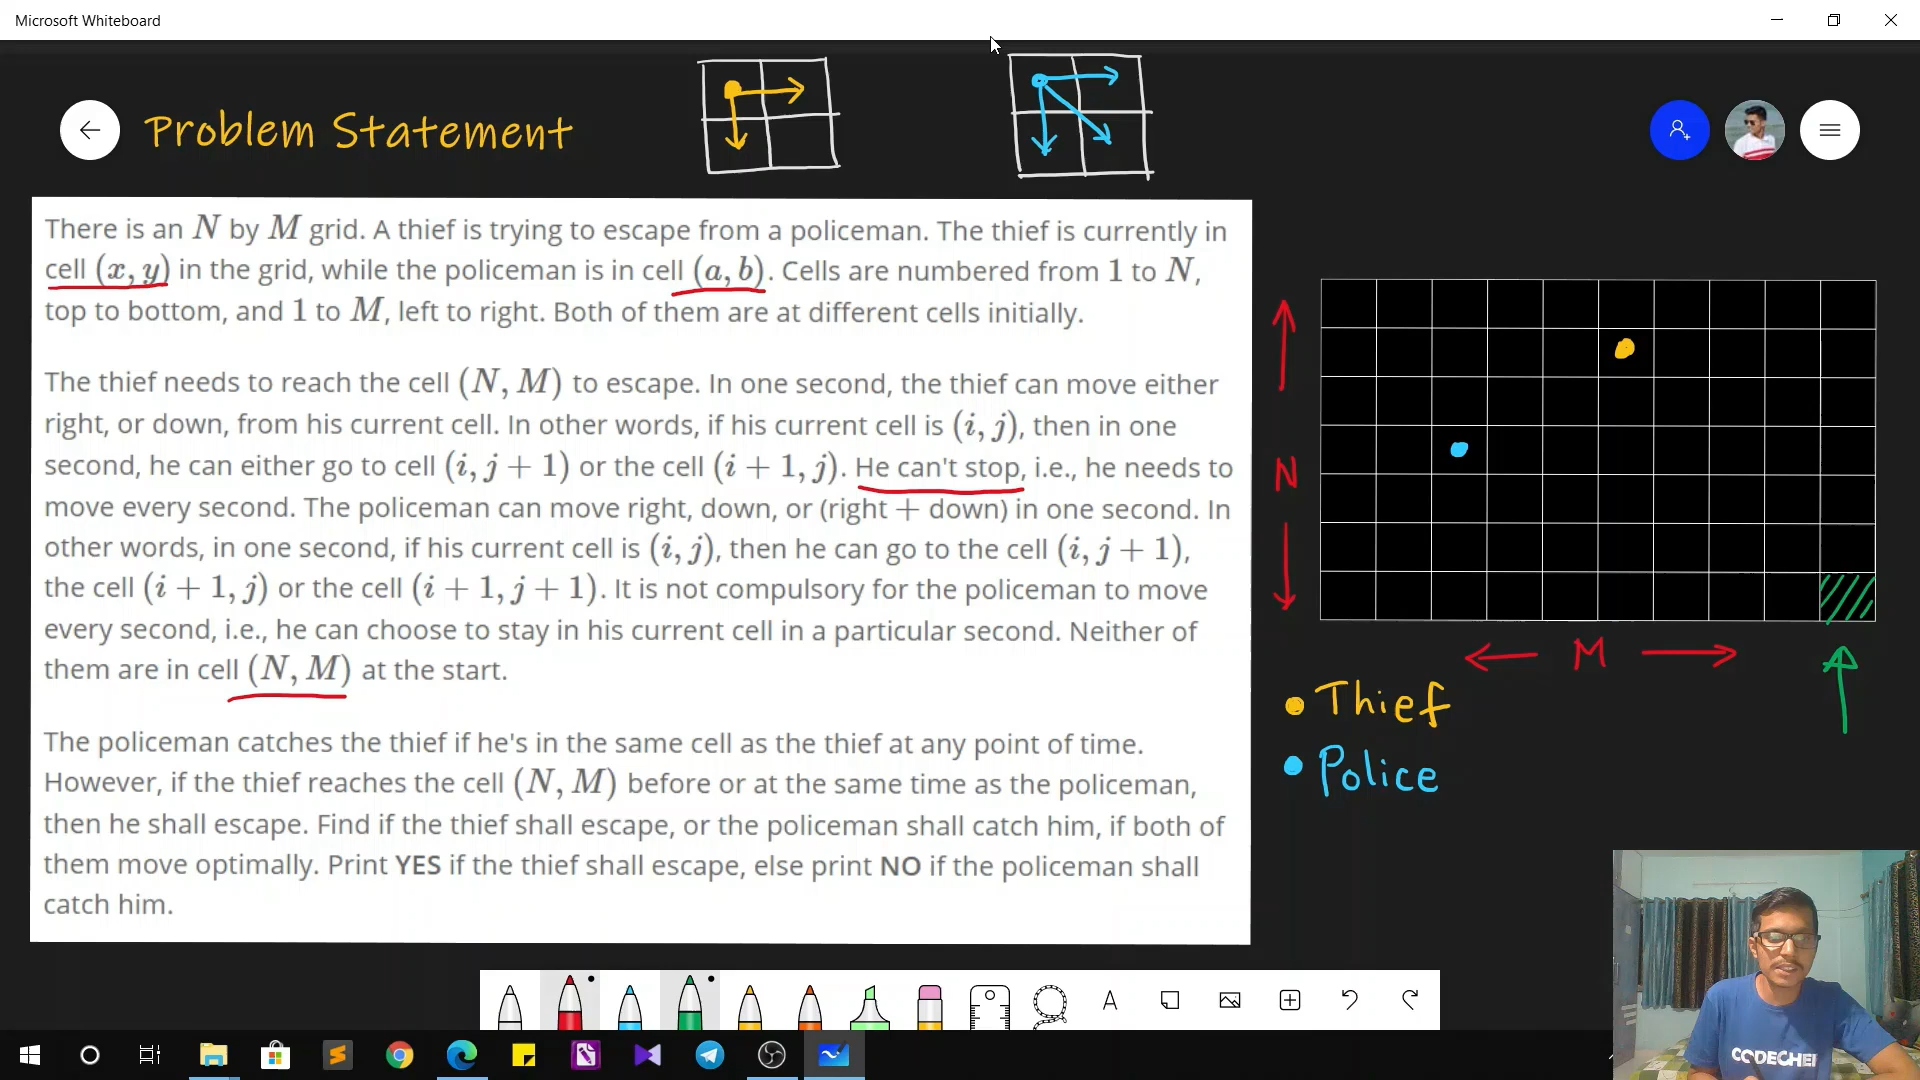 Microsoft Whiteboard
Problem Statement
There is an N by M grid. A thief is trying to escape from a policeman. The thief is currently in
cell (x, y) in the grid, while the policeman is in cell (a, b). Cells are numbered from 1 to N,
top to bottom, and 1 to M, left to right. Both of them are at different cells initially.
The thief needs to reach the cell (N, M) to escape. In one second, the thief can move either
right, or down, from his current cell. In other words, if his current cell is (i, j), then in one
second, he can either go to cell (i, j + 1) or the cell (i + 1, j). He can't stop, i.e., he needs to
move every second. The policeman can move right, down, or (right + down) in one second. In
other words, in one second, if his current cell is (i, j), then he can go to the cell (i, j + 1),
the cell (i + 1, j) or the cell (i + 1, j + 1). It is not compulsory for the policeman to move
every second, i.e., he can choose to stay in his current cell in a particular second. Neither of
them are in cell (N, M) at the start.
The policeman catches the thief if he's in the same cell as the thief at any point of time.
However, if the thief reaches the cell (N, M) before or at the same time as the policeman,
then he shall escape. Find if the thief shall escape, or the policeman shall catch him, if both of
them move optimally. Print YES if the thief shall escape, else print NO if the policeman shall
catch him.
N
M
Thief
Police
CODECHEF